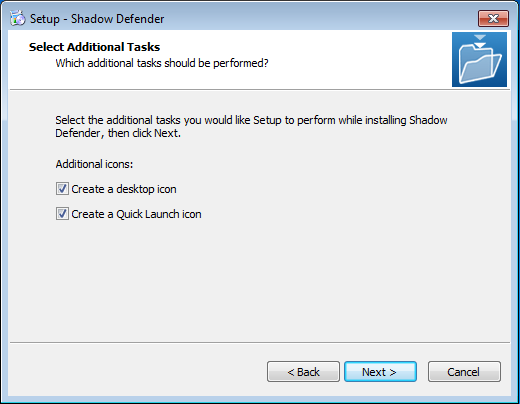 Setup - Shadow Defender
Select Additional Tasks
Which additional tasks should be performed?
Select the additional tasks you would like Setup to perform while installing Shadow
Defender, then click Next.
Additional icons:
Create a desktop icon
Create a Quick Launch icon
< Back
Next >
Cancel